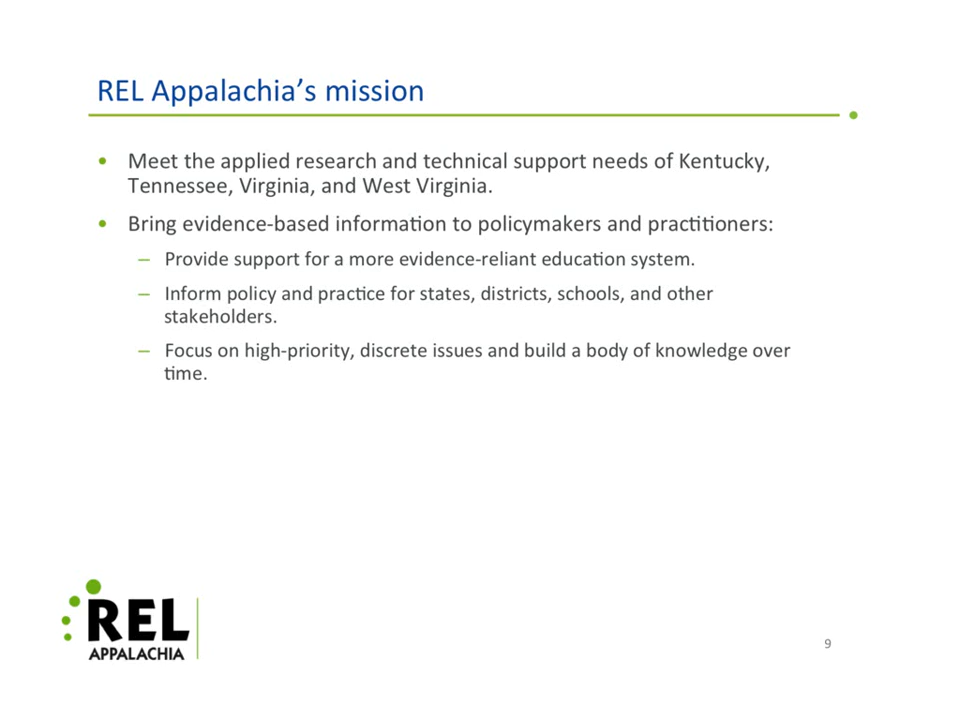 REL Appalachia’s mission
• Meet the applied research and technical support needs of Kentucky,
Tennessee, Virginia, and West Virginia.
• Bring evidence-based information to policymakers and practitioners:
– Provide support for a more evidence-reliant education system.
– Inform policy and practice for states, districts, schools, and other
stakeholders.
– Focus on high-priority, discrete issues and build a body of knowledge over
time.
REL
APPALACHIA
9